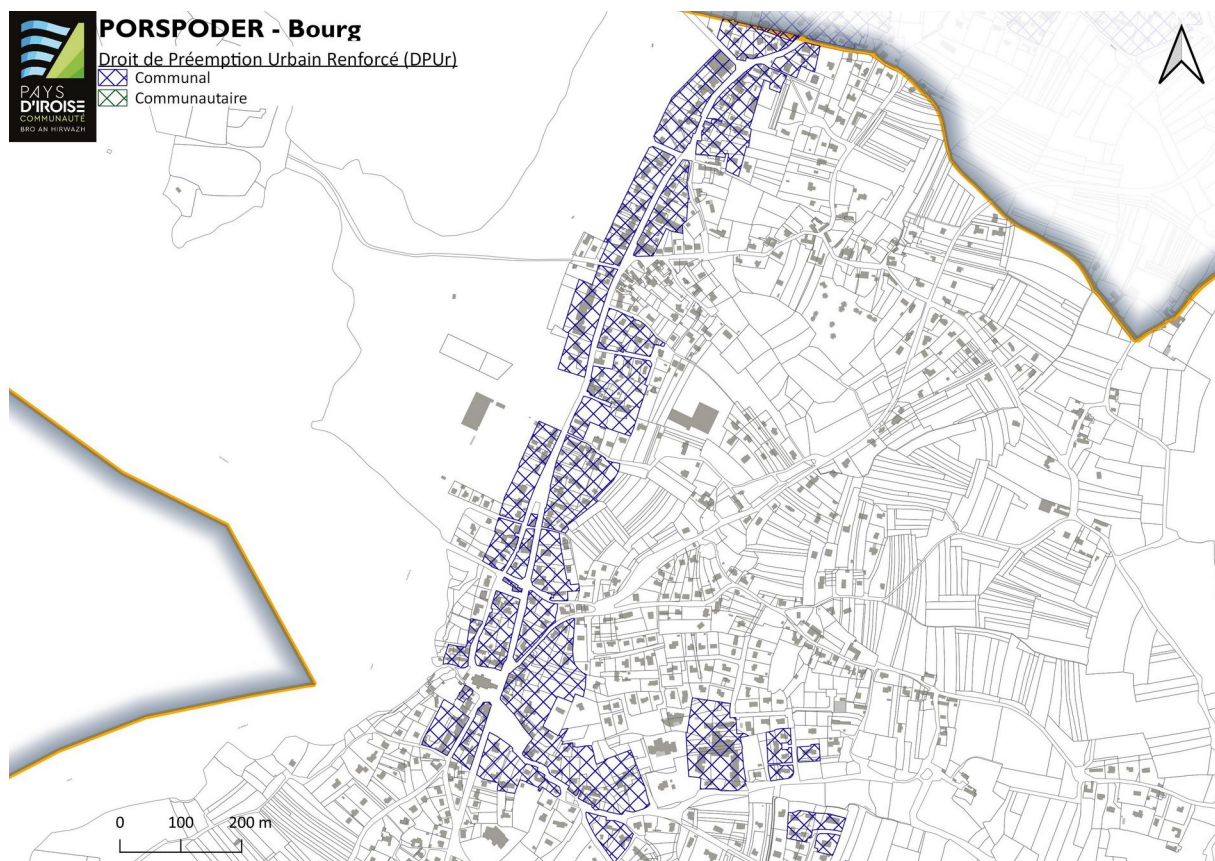 PORSPODER - Bourg
Droit de Préemption Urbain Renforcé (DPUr)
Communal
Communautaire
PAYS
D'IROISE
COMMUNAUTÉ
BRO AN HIRWAZH
0 100 200 m